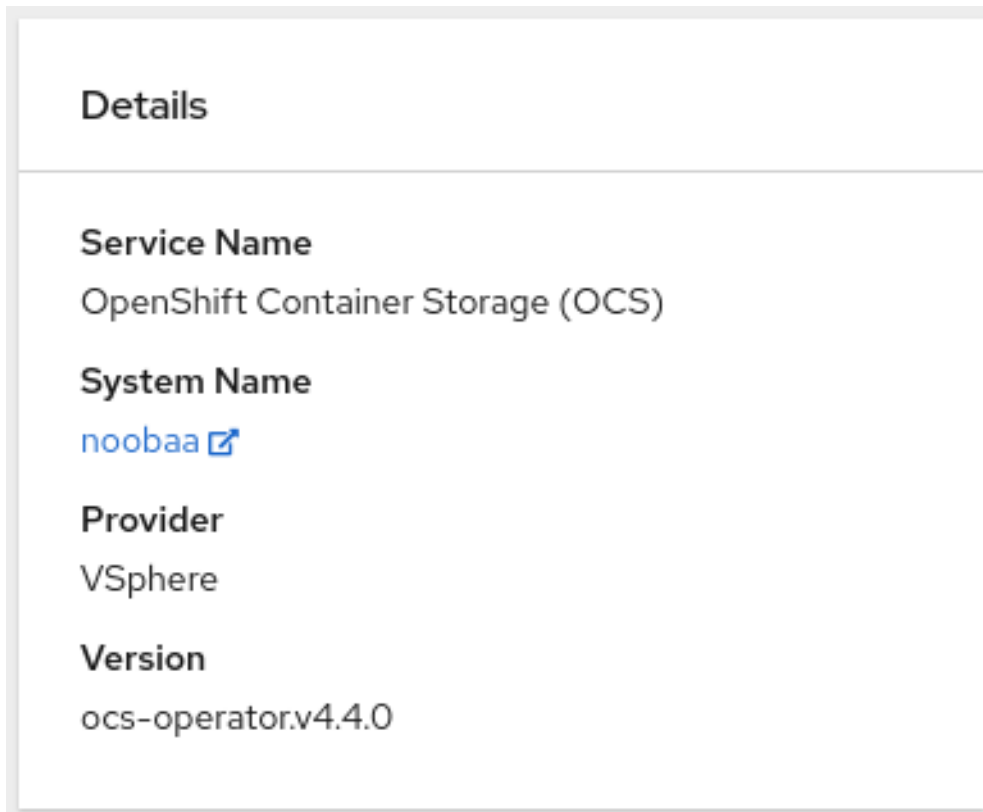 Details
Service Name
OpenShift Container Storage (OCS)
System Name
noobaa
Provider
VSphere
Version
ocs-operator.v4.4.0